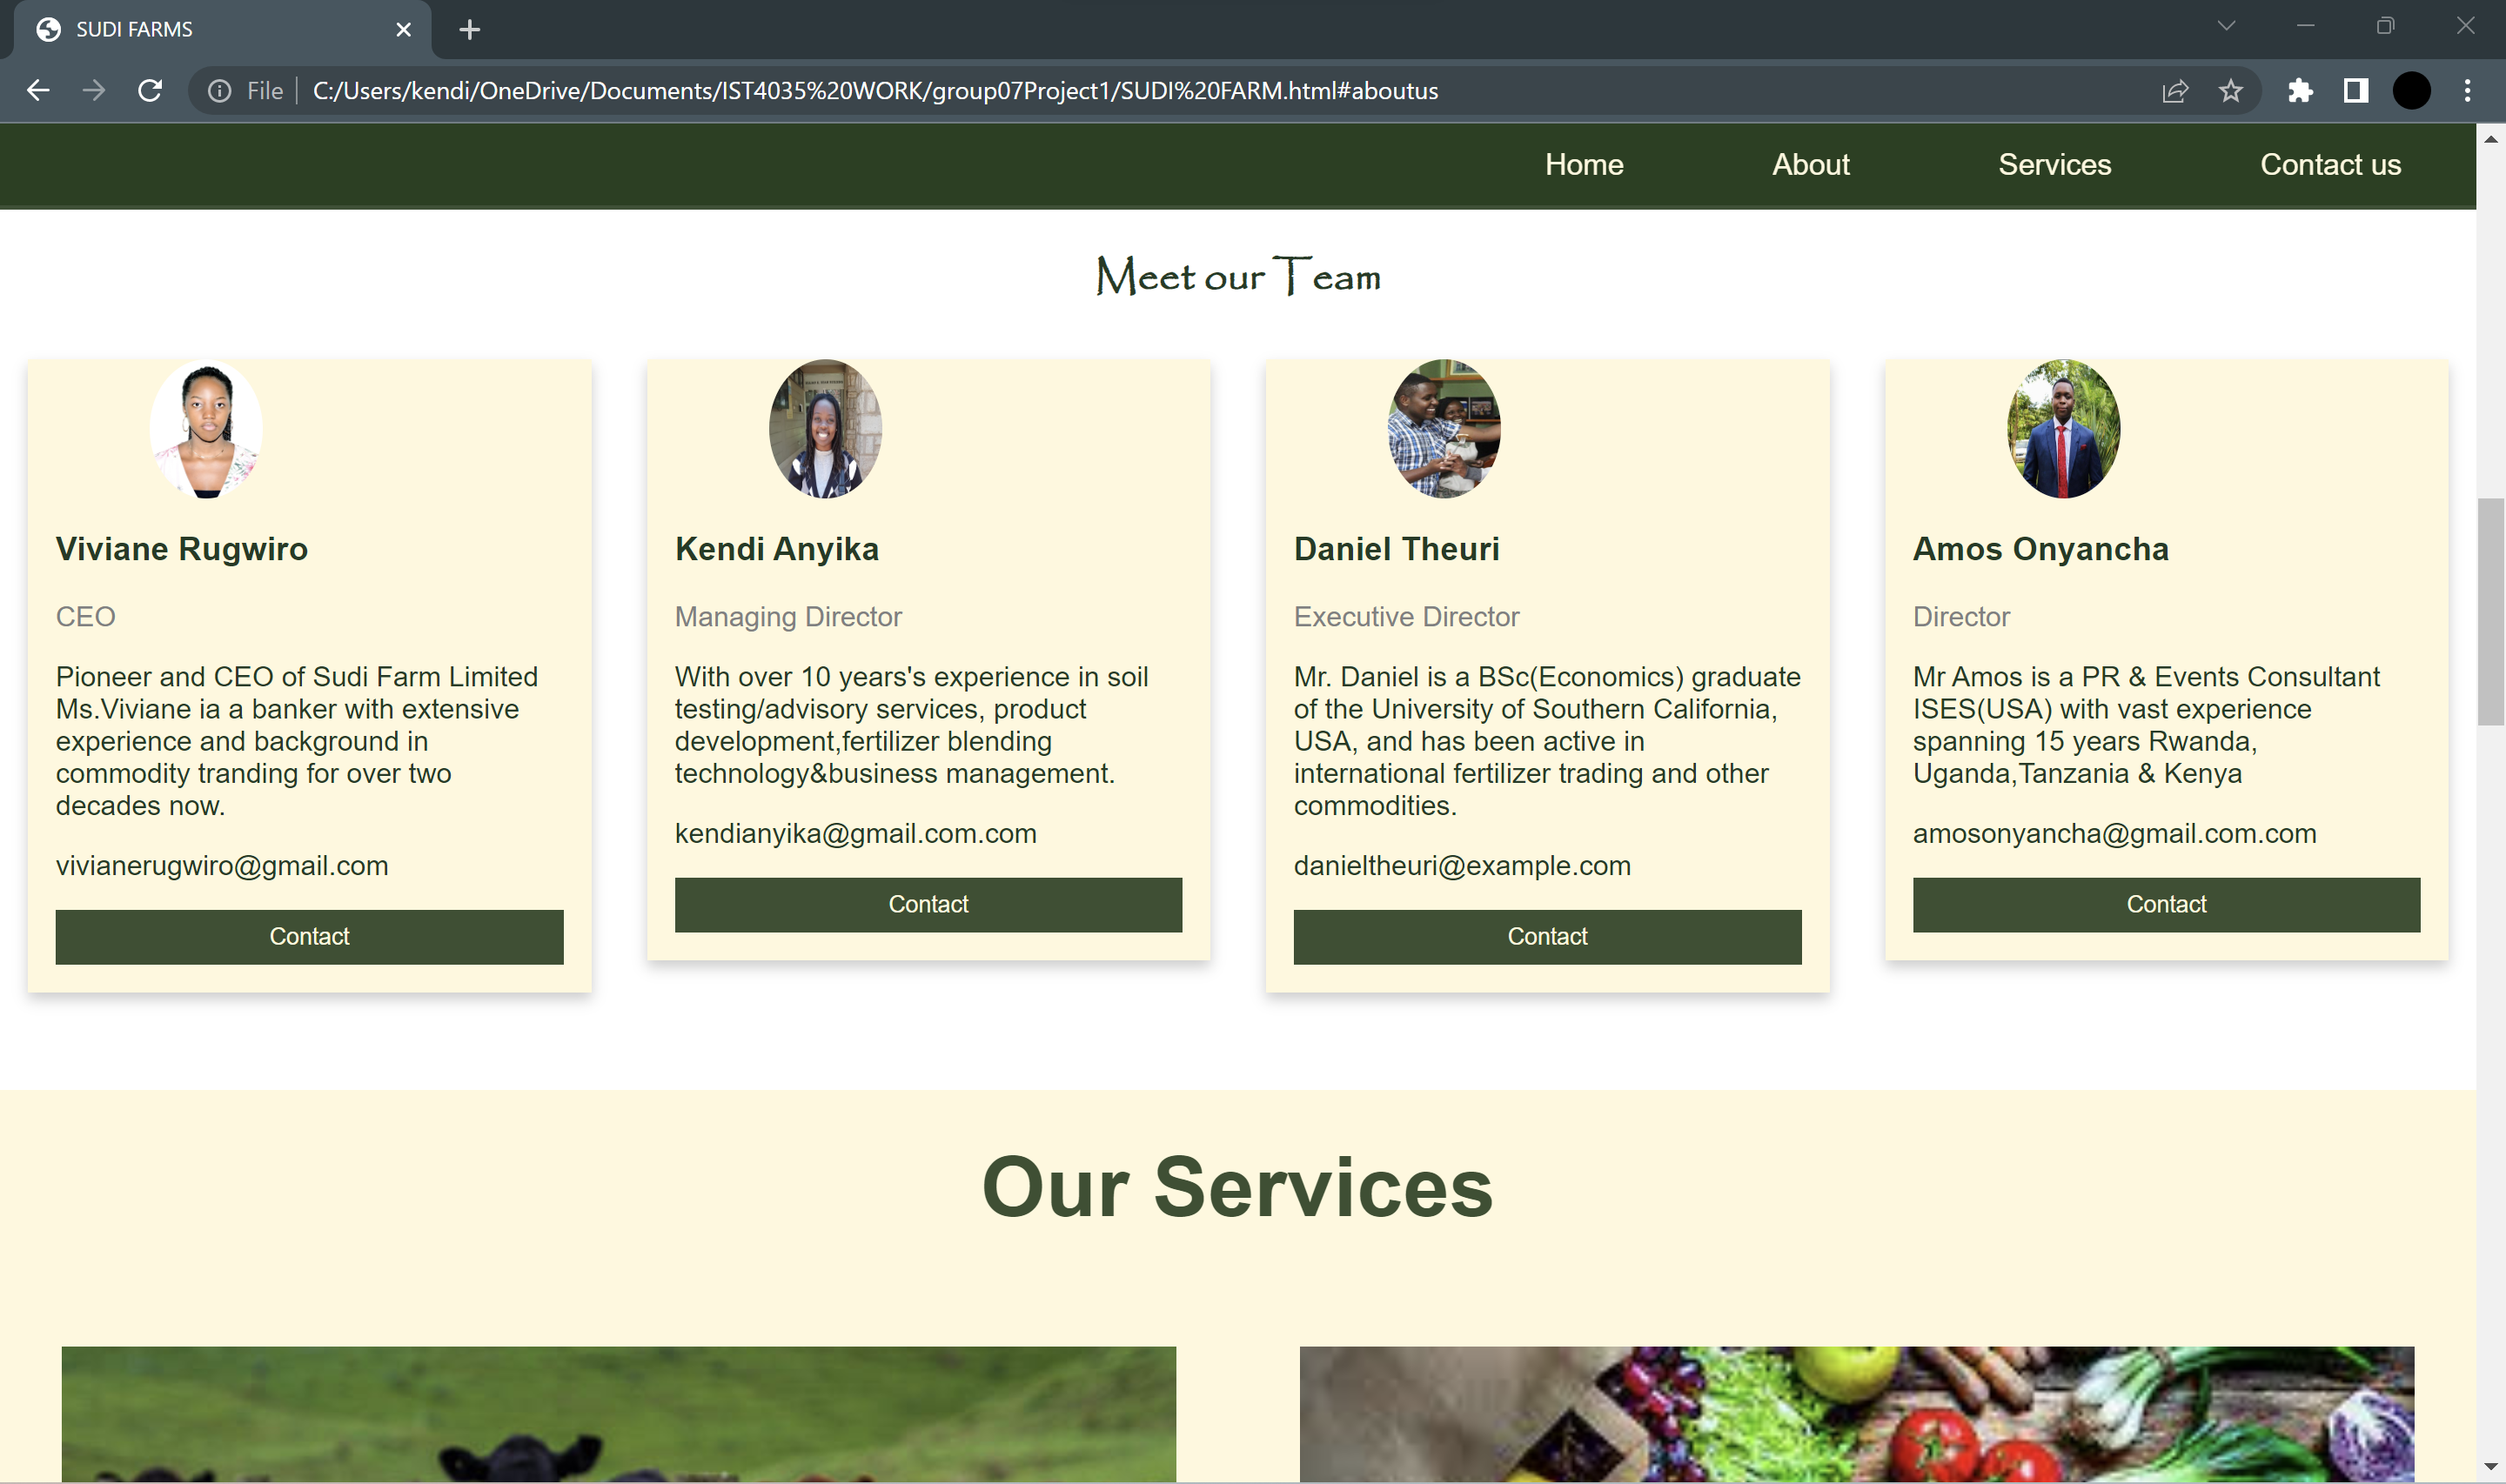 SUDI FARMS
File
C:/Users/kendi/OneDrive/Documents/IST4035%20WORK/group07Project1/SUDI%20FARM.html#aboutus
Home
About
Services
Contact us
Meet our Team
Viviane Rugwiro
CEO
Pioneer and CEO of Sudi Farm Limited
Ms.Viviane ia a banker with extensive
experience and background in
commodity tranding for over two
decades now.
vivianerugwiro@gmail.com
Contact
Kendi Anyika
Managing Director
With over 10 years's experience in soil
testing/advisory services, product
development,fertilizer blending
technology&business management.
kendianyika@gmail.com.com
Contact
Daniel Theuri
Executive Director
Mr. Daniel is a BSc(Economics) graduate
of the University of Southern California,
USA, and has been active in
international fertilizer trading and other
commodities.
danieltheuri@example.com
Contact
Amos Onyancha
Director
Mr Amos is a PR & Events Consultant
ISES(USA) with vast experience
spanning 15 years Rwanda,
Uganda,Tanzania & Kenya
amosonyancha@gmail.com.com
Contact
Our Services